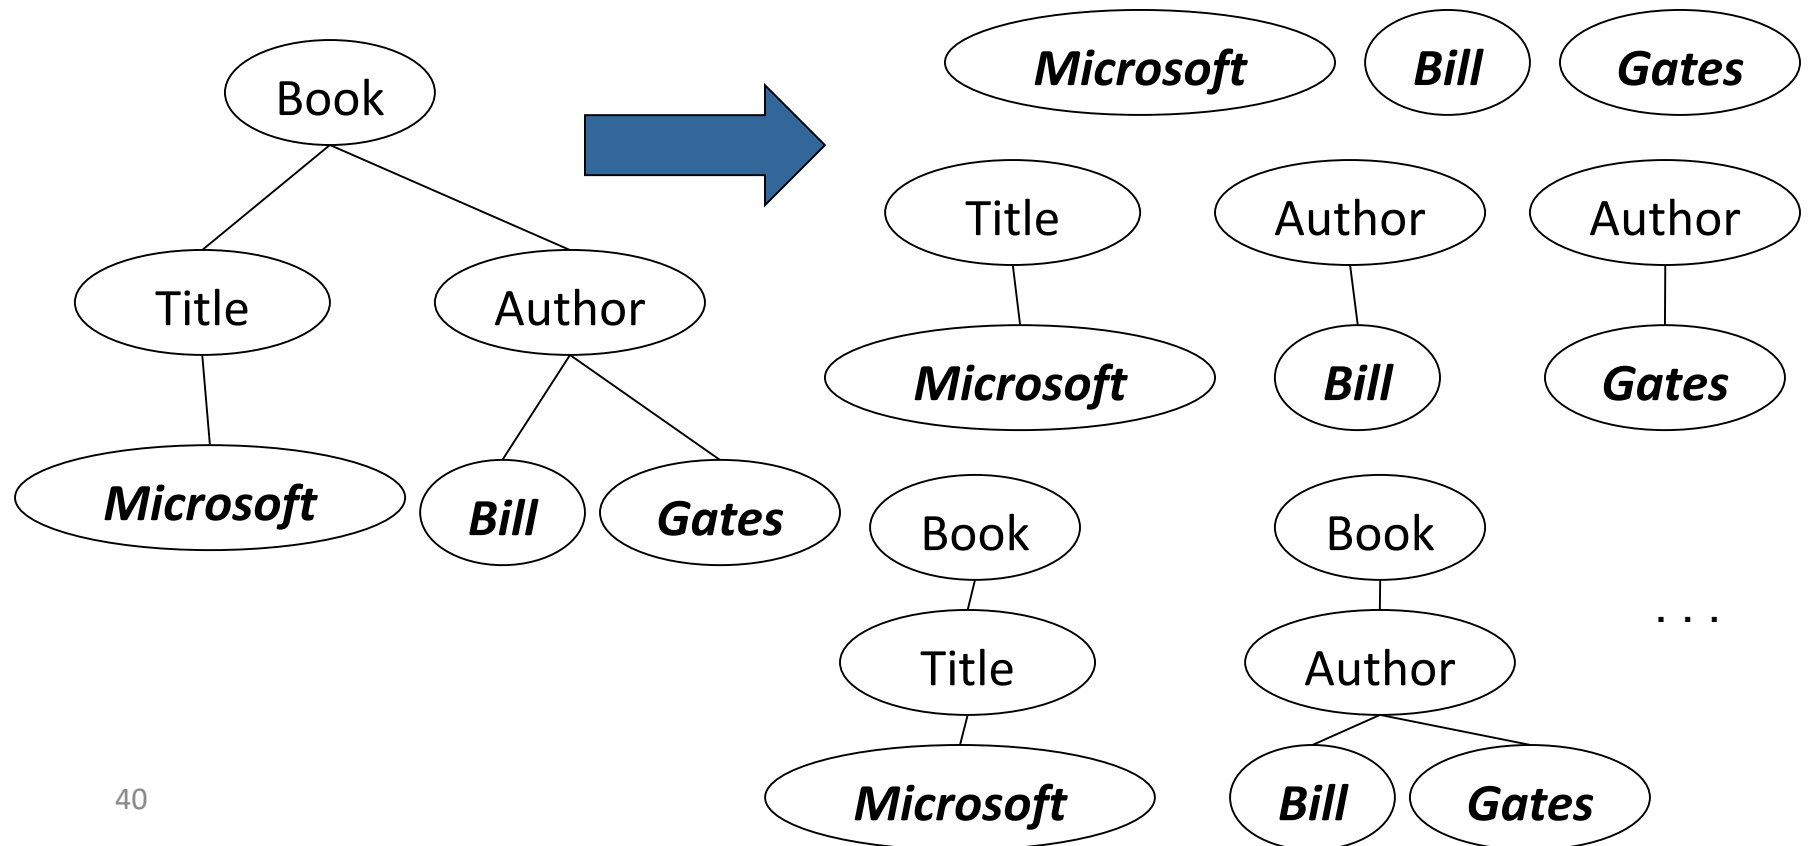 Book
Title
Author
Microsoft
Bill
Gates
Microsoft
Bill
Gates
Title
Author
Author
Microsoft
Bill
Gates
Book
Book
Title
Author
. . .
Microsoft
Bill
Gates
40